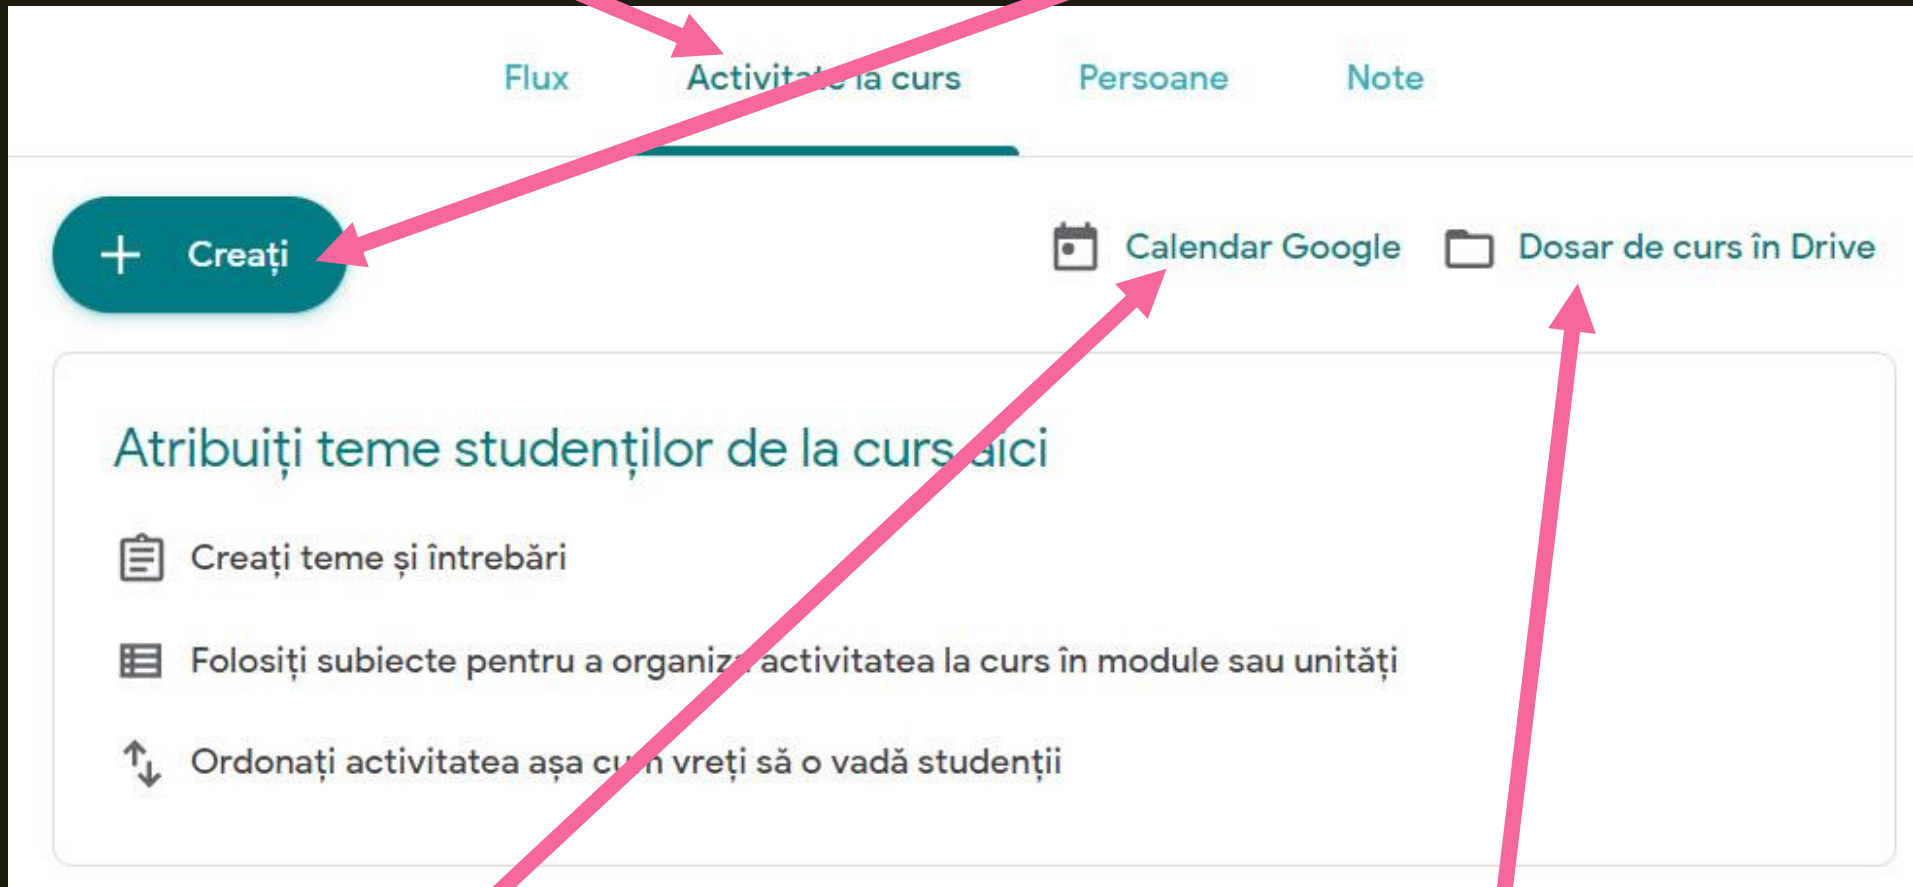 Flux Activitate la curs Persoane Note
Creați Calendar Google Dosar de curs în Drive
Atribuiți teme studenților de la curs aici
Creați teme și întrebări
Folosiți subiecte pentru a organiza activitatea la curs în module sau unități
Ordonați activitatea așa cum vreți să o vadă studenții